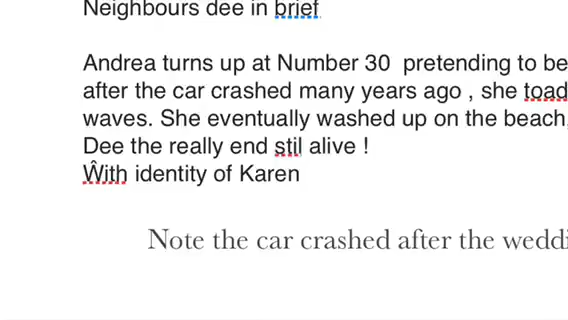 Neighbours dee in brief
Andrea turns up at Number 30 pretending to be
after the car crashed many years ago , she toad
waves. She eventually washed up on the beach,
Dee the really end stil alive !
Ŵith identity of Karen
Note the car crashed after the weddi